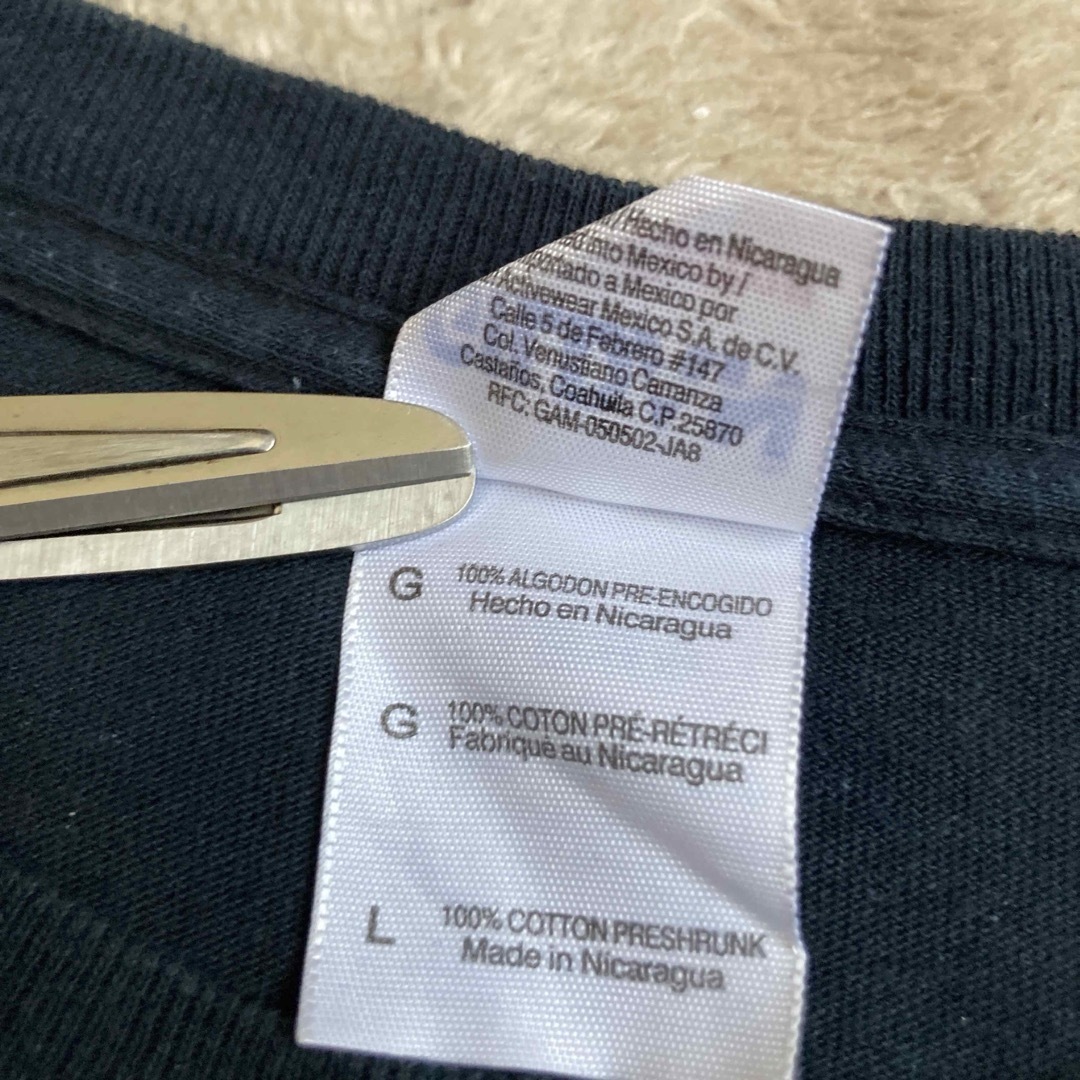 Hecho en Nicaragua
into Mexico by /
a Mexico por
Activewear Mexico S.A. de C.V.
Calle 5 de Febrero #147
Col. Venustiano Carranza
Castaños, Coahuila C.P. 25870
RFC: GAM-050502-JA8
G 100% ALGODON PRE-ENCOGIDO
Hecho en Nicaragua
G 100% COTON PRÉ-RÉTRÉCI
Fabrique au Nicaragua
L 100% COTTON PRESHRUNK
Made in Nicaragua